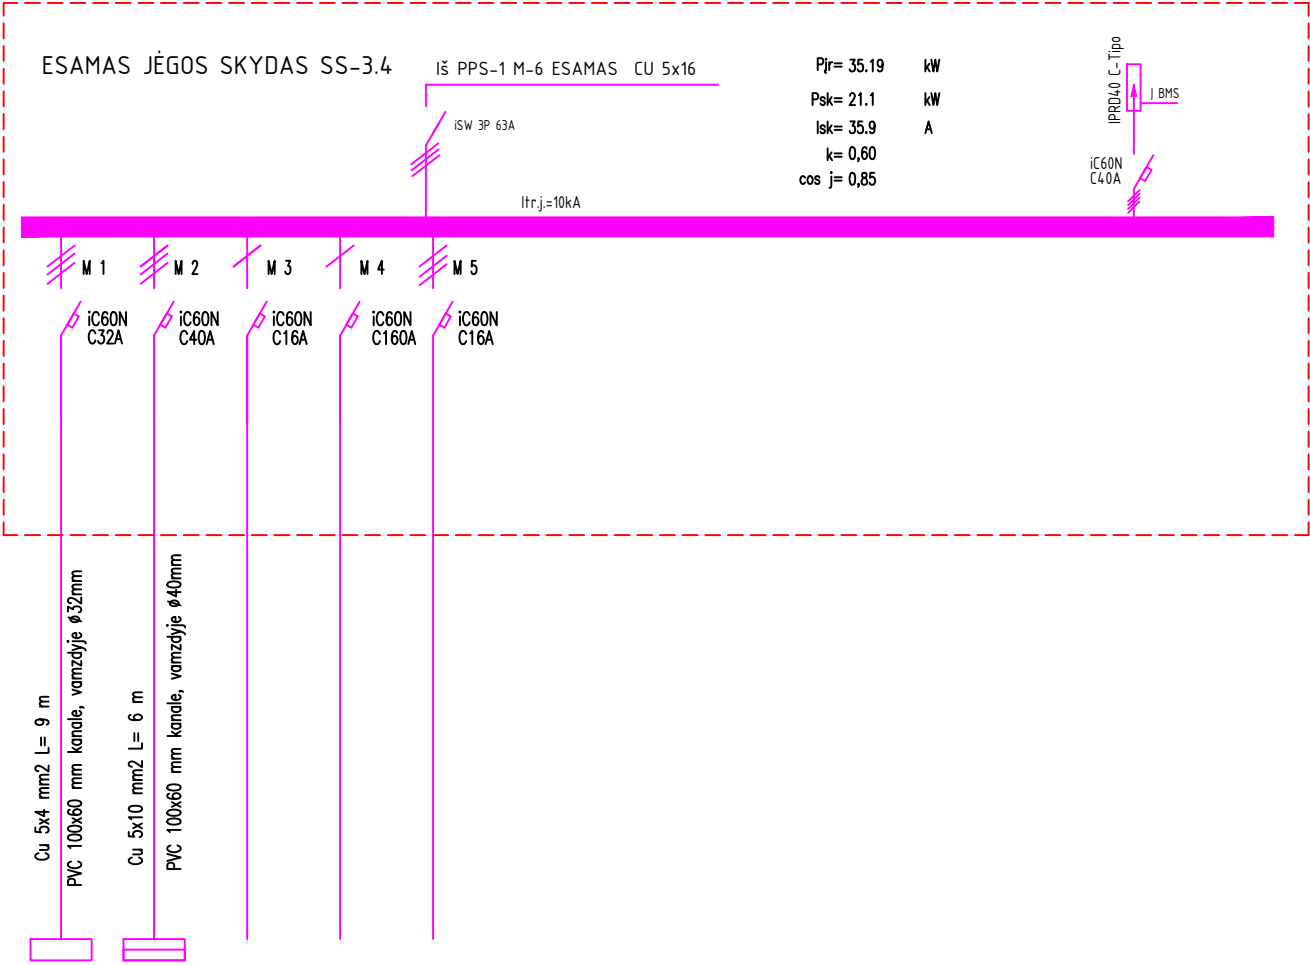 ESAMAS JĖGOS SKYDAS SS-3.4
Iš PPS-1 M-6 ESAMAS CU 5x16
iSW 3P 63A
Itr.j.=10kA
Pįr= 35.19 kW
Psk= 21.1 kW
Isk= 35.9 A
k= 0,60
cos j= 0,85
IPRD40 C-Tipo
Į BMS
iC60N
C40A
M 1
M 2
M 3
M 4
M 5
iC60N
C32A
iC60N
C40A
iC60N
C16A
iC60N
C160A
iC60N
C16A
Cu 5x4 mm2 L= 9 m
PVC 100x60 mm kanale, vamzdyje ø32mm
Cu 5x10 mm2 L= 6 m
PVC 100x60 mm kanale, vamzdyje ø40mm